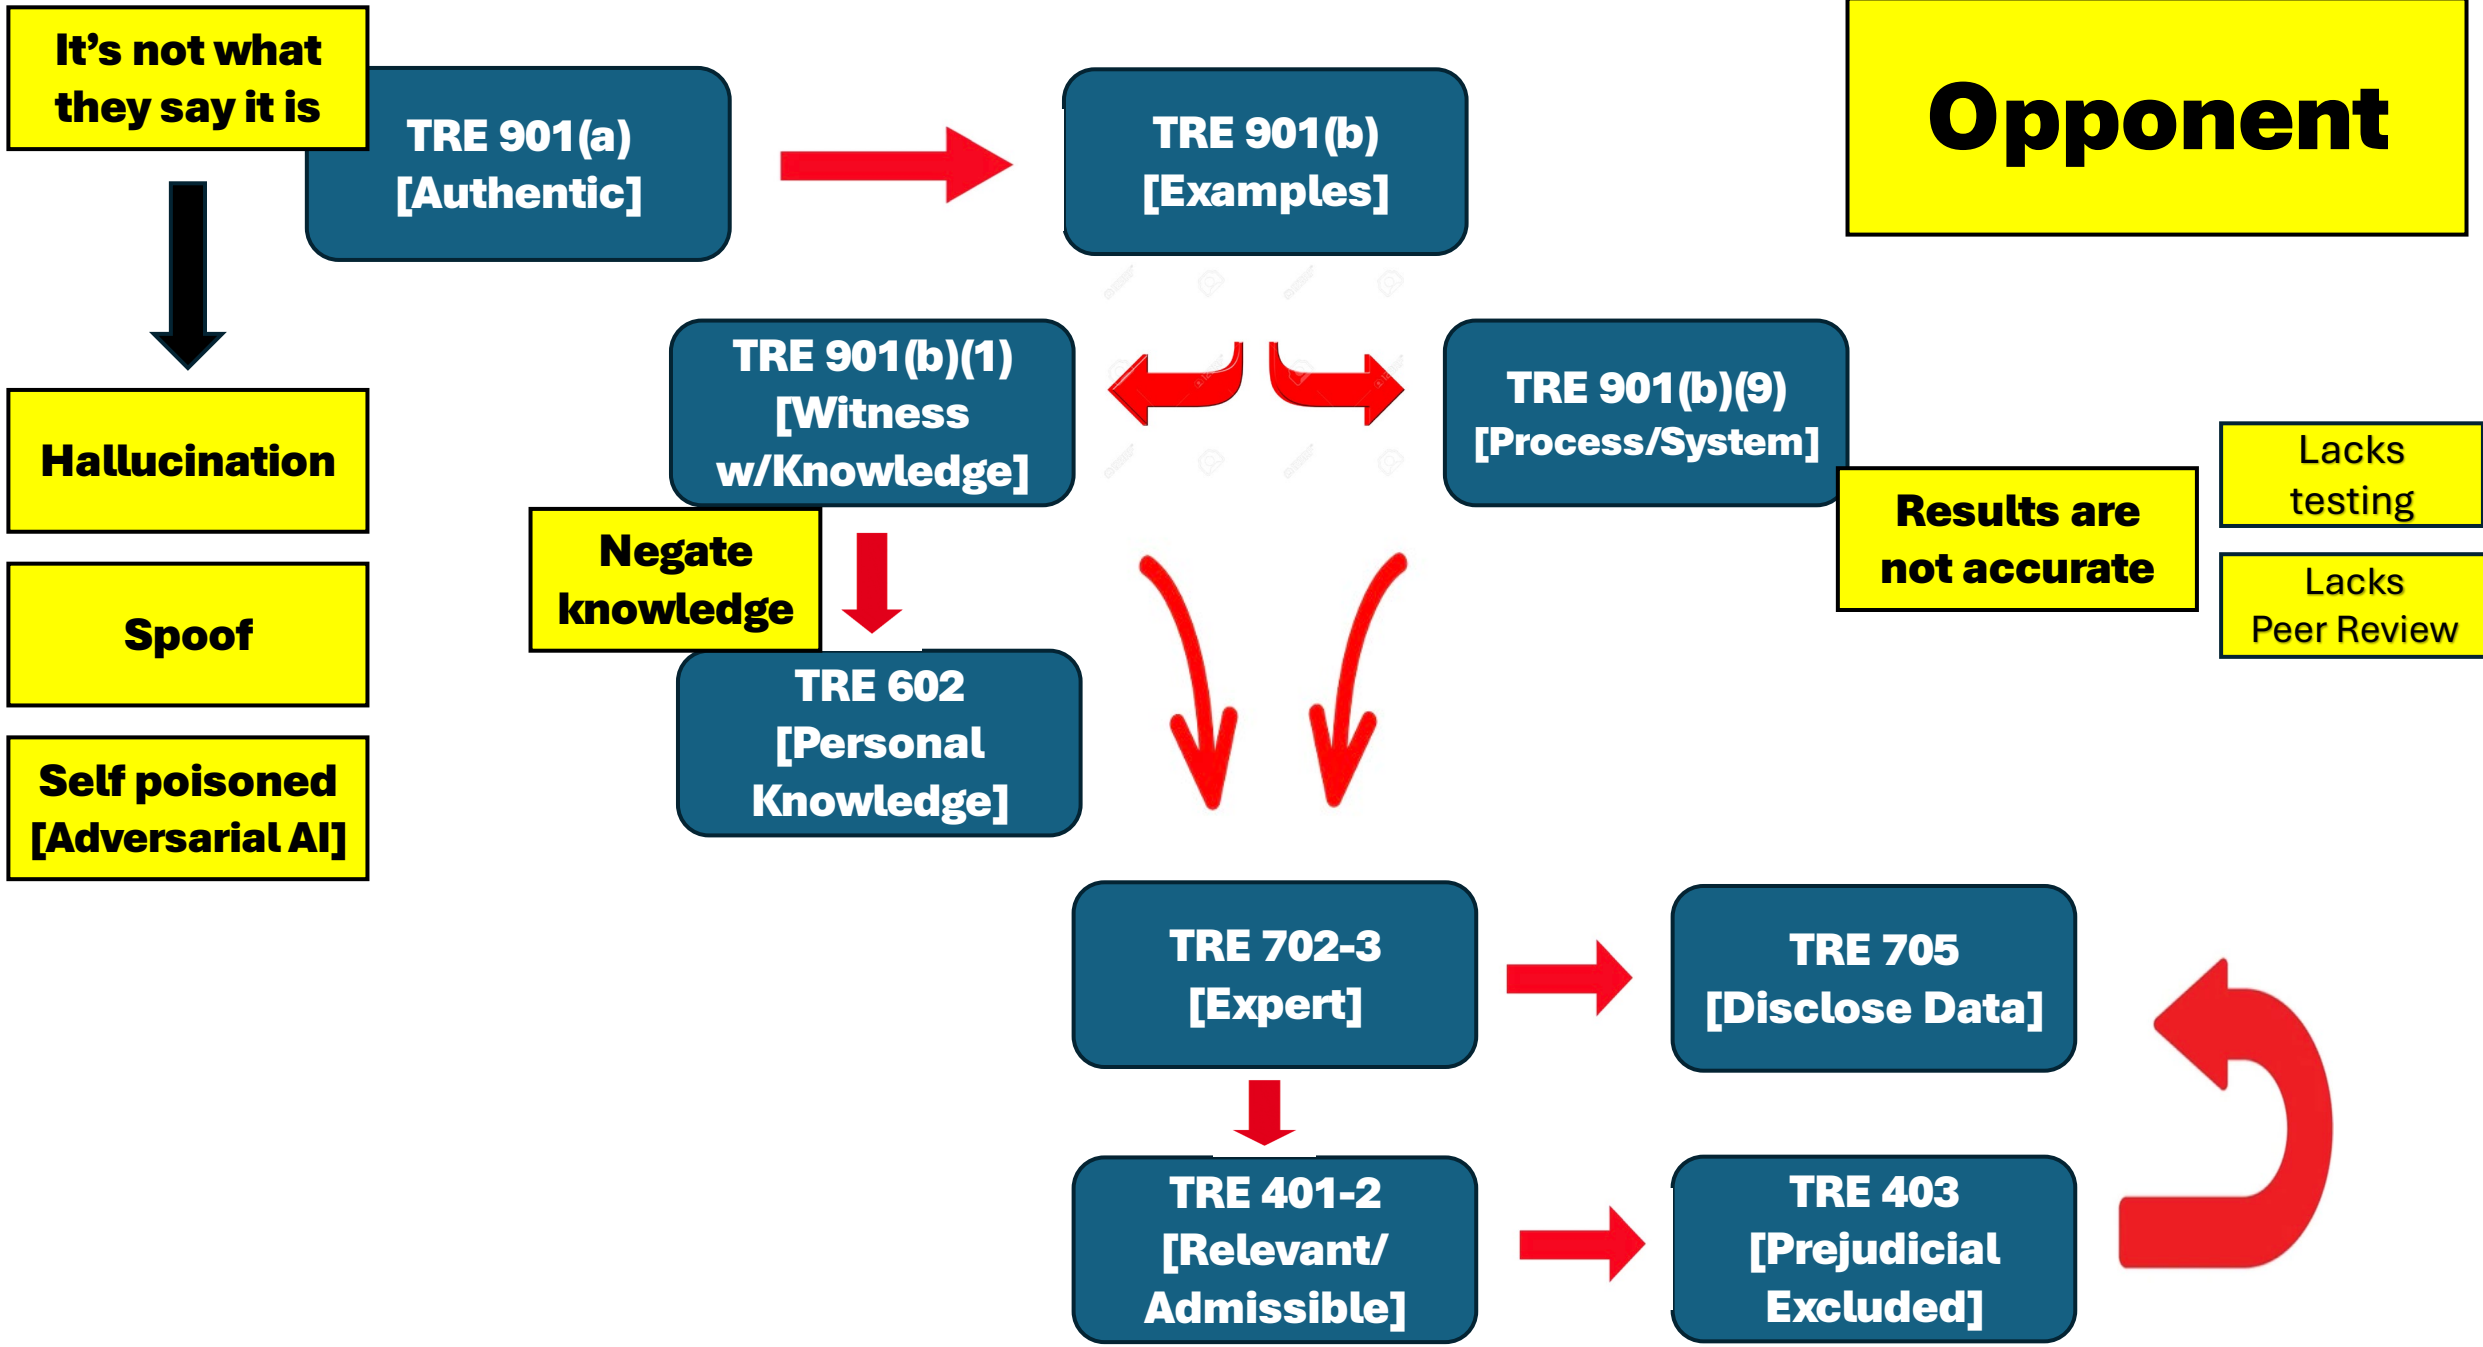 It's not what
they say it is
TRE 901(a)
[Authentic]
TRE 901(b)
[Examples]
Opponent
TRE 901(b)(1)
[Witness
w/Knowledge]
TRE 901(b)(9)
[Process/System]
Hallucination
Lacks
testing
Results are
not accurate
Negate
knowledge
Lacks
Peer Review
Spoof
TRE 602
[Personal
Knowledge]
Self poisoned
[Adversarial AI]
TRE 702-3
[Expert]
TRE 705
[Disclose Data]
TRE 401-2
[Relevant/
Admissible]
TRE 403
[Prejudicial
Excluded]